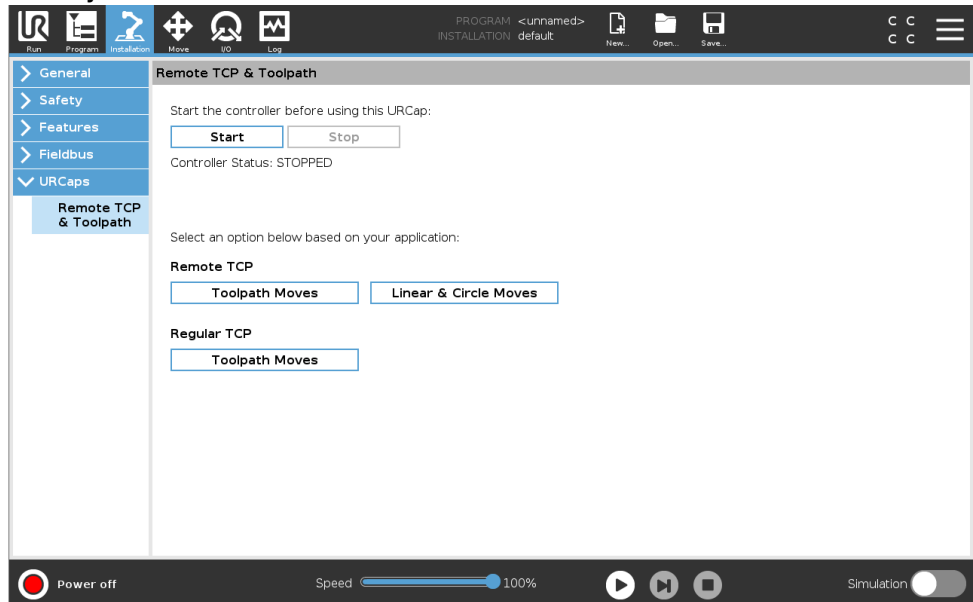 PROGRAM <unnamed>
INSTALLATION default
C C
C C
Run Program Installation Move I/O Log New... Open... Save...
General
Safety
Features
Fieldbus
URCaps
Remote TCP
& Toolpath
Remote TCP & Toolpath
Start the controller before using this URCap:
Start Stop
Controller Status: STOPPED
Select an option below based on your application:
Remote TCP
Toolpath Moves Linear & Circle Moves
Regular TCP
Toolpath Moves
Power off Speed 100% Simulation